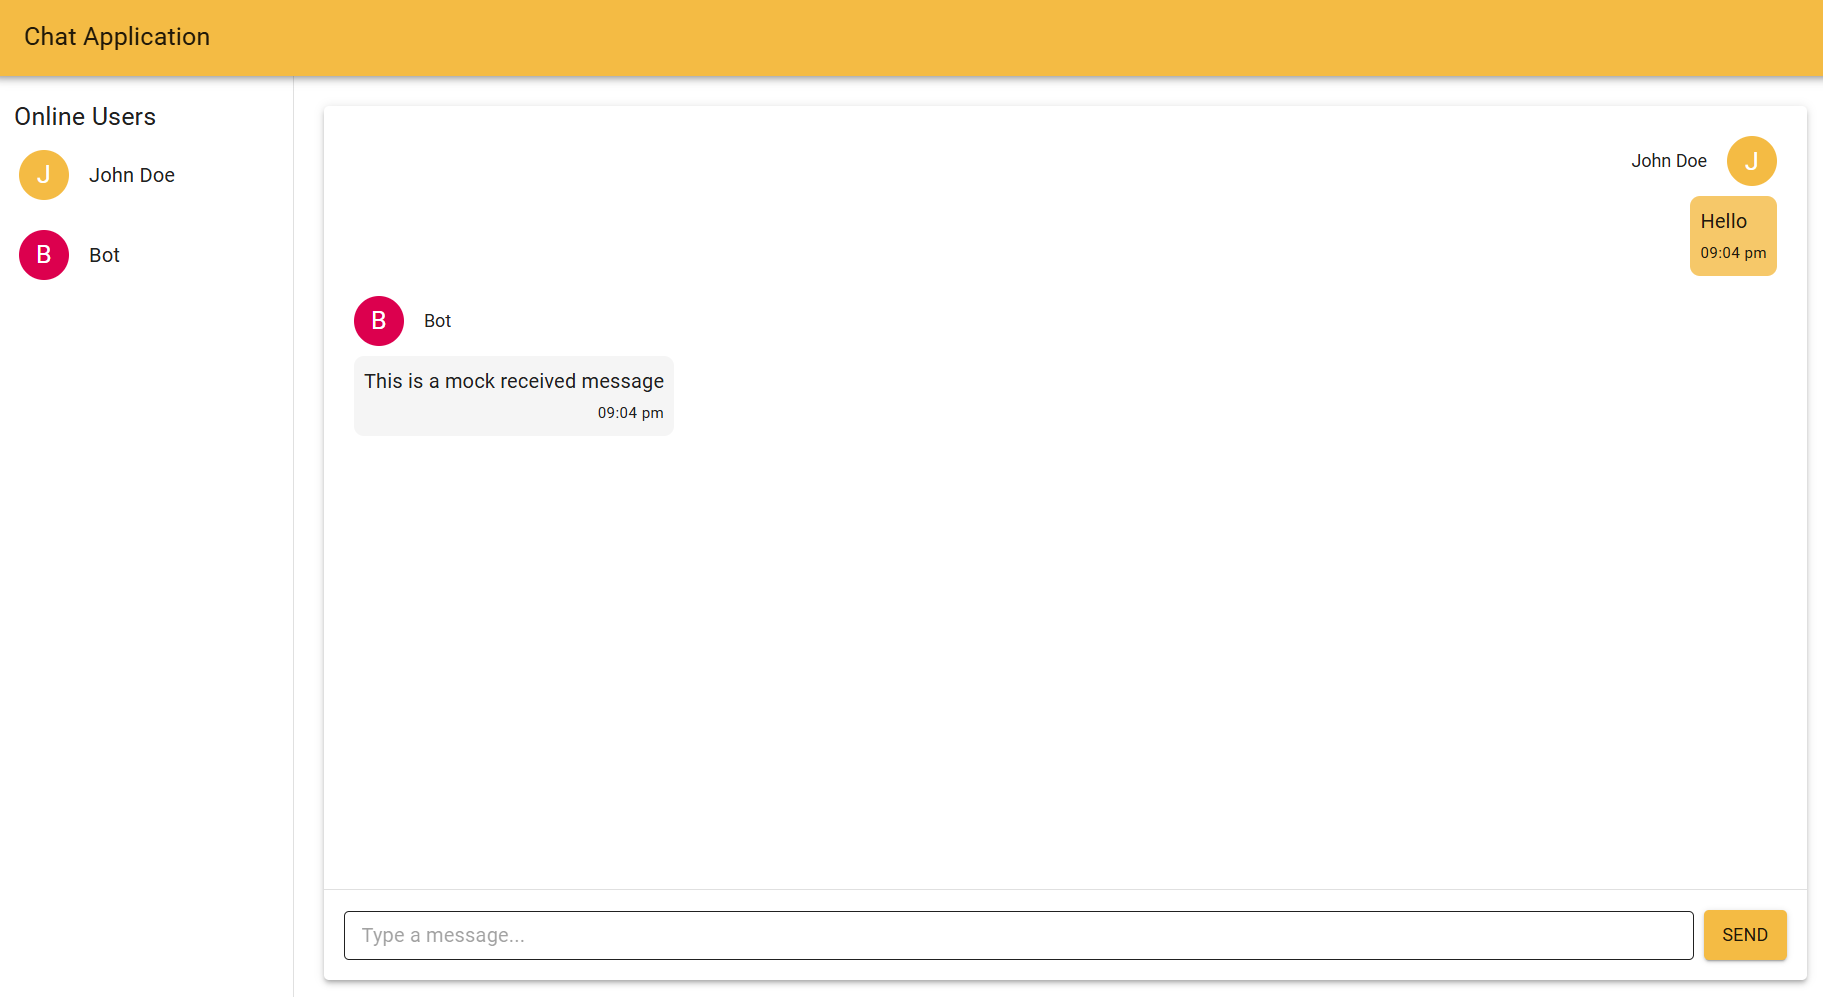 Chat Application
Online Users
J John Doe
B Bot
John Doe J
Hello
09:04 pm
B Bot
This is a mock received message
09:04 pm
Type a message...
SEND